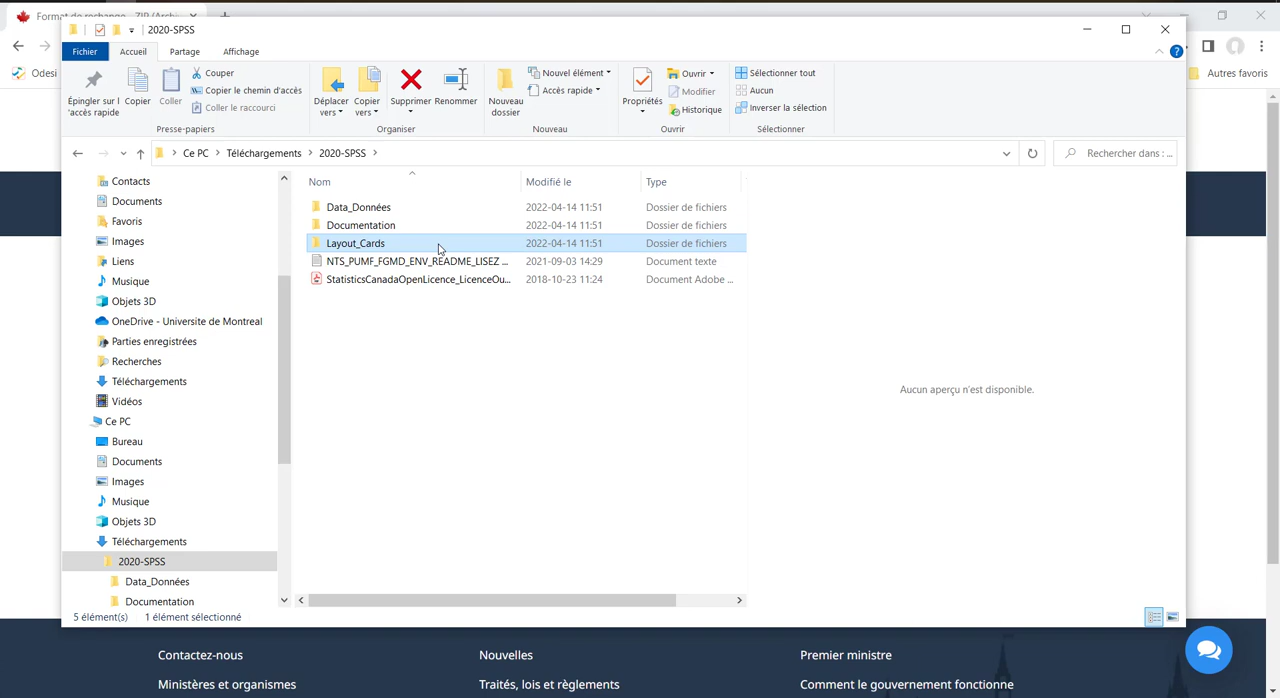 Format de rechange - ZIP/Archiv
2020-SPSS
Fichier Accueil Partage Affichage
Odesi
Autres favoris
Épingler sur l'accès rapide
Copier
Coller
Couper
Copier le chemin d'accès
Coller le raccourci
Presse-papiers
Déplacer vers
Copier vers
Supprimer
Renommer
Organiser
Nouveau dossier
Nouvel élément
Accès rapide
Nouveau
Propriétés
Ouvrir
Modifier
Historique
Ouvrir
Sélectionner tout
Aucun
Inverser la sélection
Sélectionner
Ce PC > Téléchargements > 2020-SPSS >
Rechercher dans : ...
Contacts
Documents
Favoris
Images
Liens
Musique
Objets 3D
OneDrive - Universite de Montreal
Parties enregistrées
Recherches
Téléchargements
Vidéos
Ce PC
Bureau
Documents
Images
Musique
Objets 3D
Téléchargements
2020-SPSS
Data_Données
Documentation
Nom Modifié le Type
Data_Données 2022-04-14 11:51 Dossier de fichiers
Documentation 2022-04-14 11:51 Dossier de fichiers
Layout_Cards 2022-04-14 11:51 Dossier de fichiers
NTS_PUMF_FGMD_ENV_README_LISEZ ... 2021-09-03 14:29 Document texte
StatisticsCanadaOpenLicence_LicenceOu... 2018-10-23 11:24 Document Adobe ...
Aucun aperçu n'est disponible.
5 élément(s) 1 élément sélectionné
Contactez-nous Nouvelles Premier ministre
Ministères et organismes Traités, lois et règlements Comment le gouvernement fonctionne